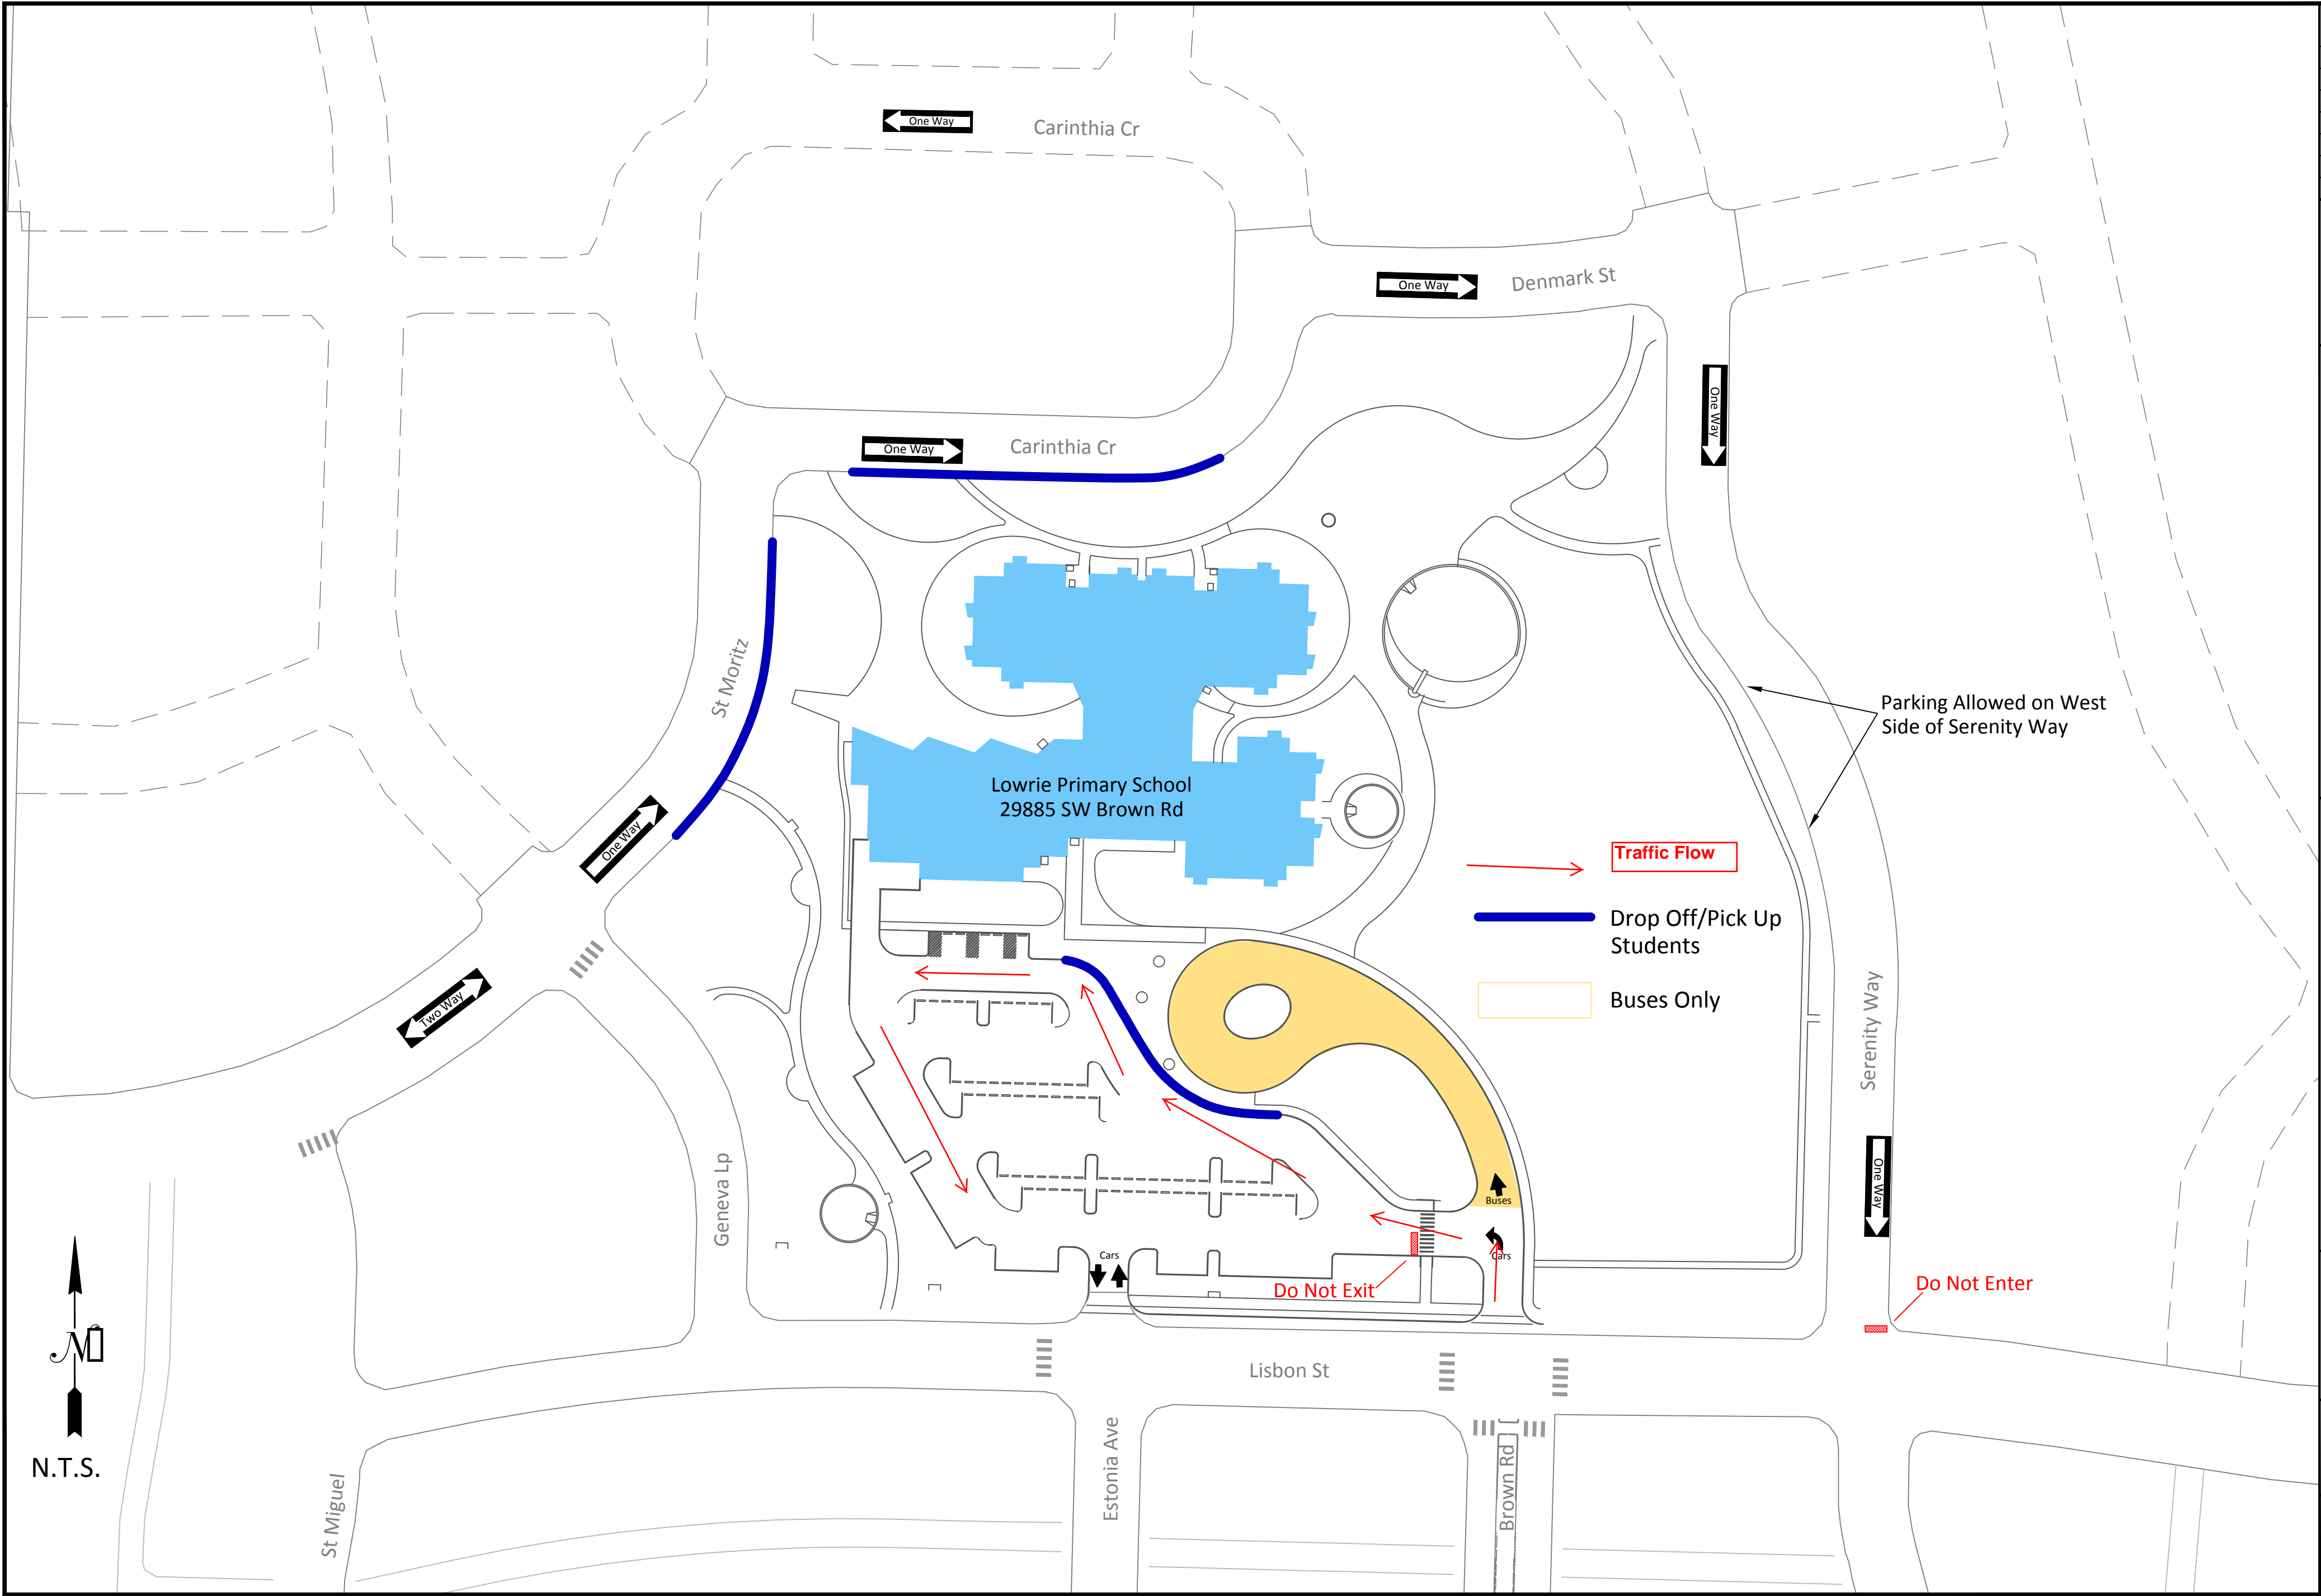 One Way
Carinthia Cr
One Way
Denmark St
One Way
One Way
Carinthia Cr
St Moritz
Parking Allowed on West
Side of Serenity Way
Lowrie Primary School
29885 SW Brown Rd
One Way
Traffic Flow
Drop Off/Pick Up
Students
Buses Only
Two Way
Serenity Way
Geneva Lp
One Way
Buses
Cars
Cars
Do Not Exit
Do Not Enter
N
Lisbon St
Estonia Ave
Brown Rd
N.T.S.
St Miguel